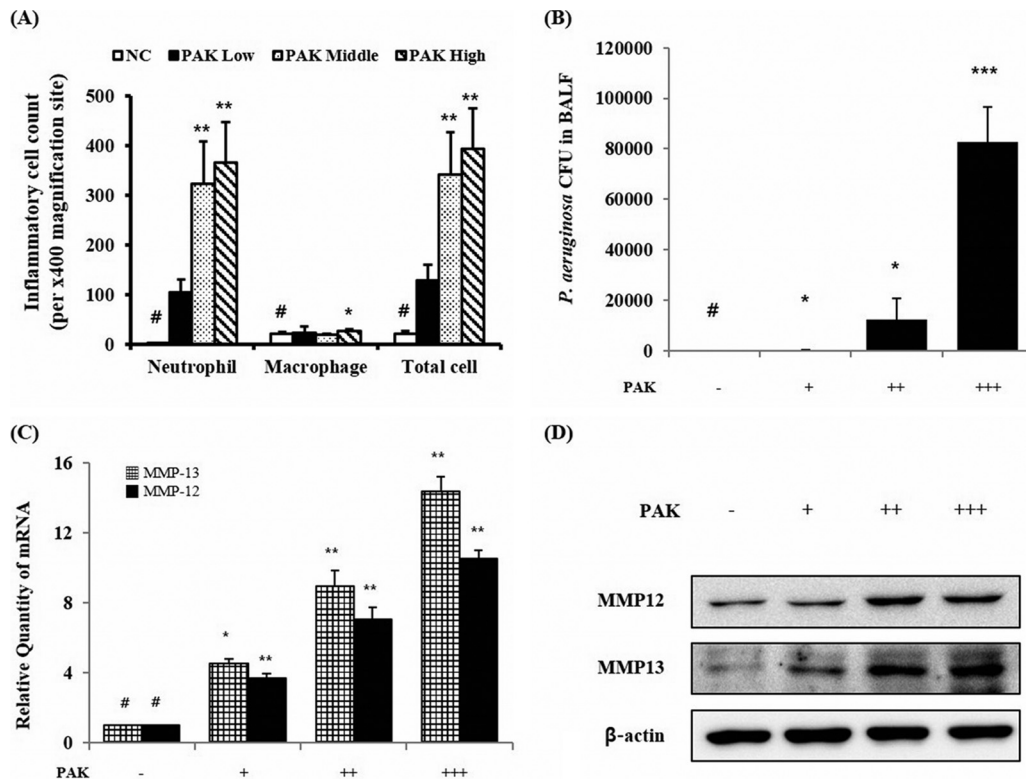 (A)
NC PAK Low PAK Middle PAK High
Inflammatory cell count
(per x400 magnification site)
500
400
300
200
100
0
# ** **
# *
# ** **
Neutrophil Macrophage Total cell
(B)
P. aeruginosa CFU in BALF
120000
100000
80000
60000
40000
20000
0
# * * ***
PAK - + ++ +++
(C)
Relative Quantity of mRNA
16
12
8
4
0
MMP-13
MMP-12
# # * ** ** ** ** **
PAK - + ++ +++
(D)
PAK - + ++ +++
MMP12
MMP13
β-actin